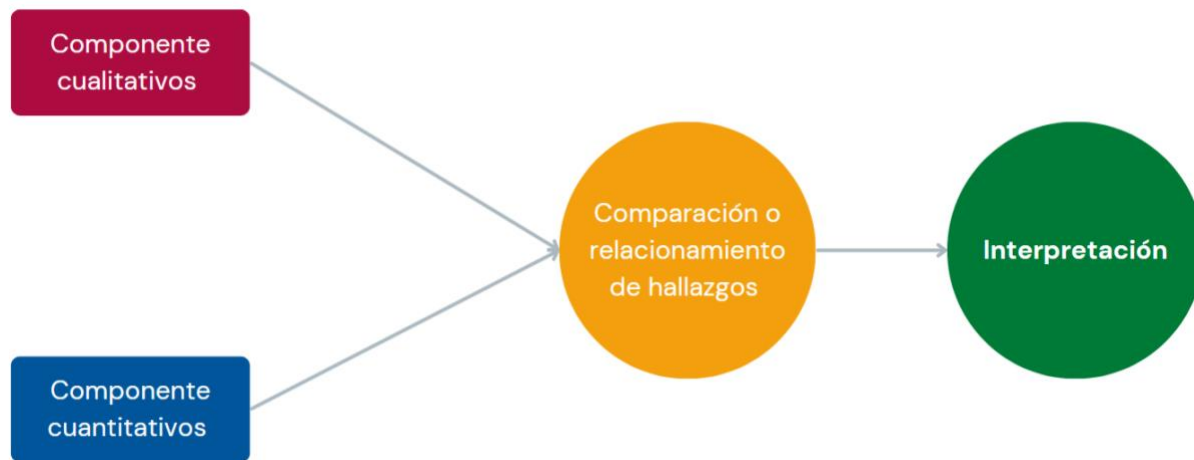 Componente
cualitativos
Comparación o
relacionamiento
de hallazgos
Interpretación
Componente
cuantitativos